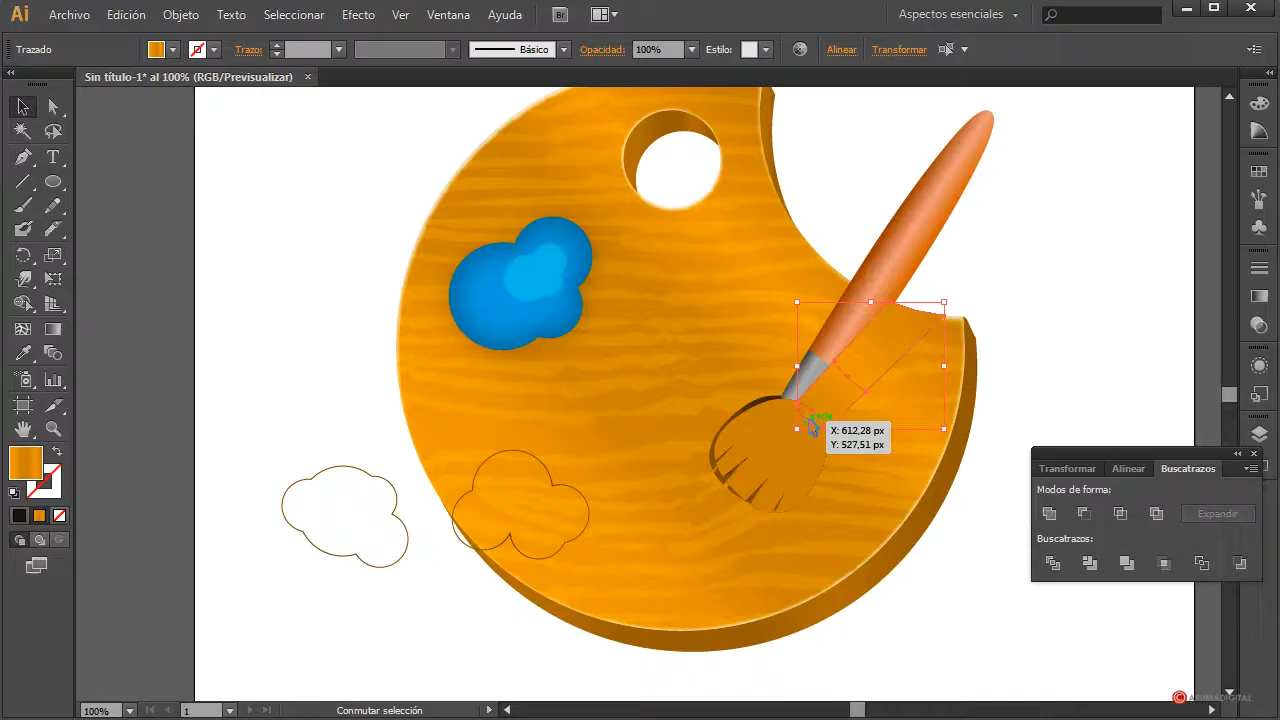 Ai Archivo Edición Objeto Texto Seleccionar Efecto Ver Ventana Ayuda Br Aspectos esenciales
Trazado Trazo: Básico Opacidad: 100% Estilo: Alinear Transformar
Sin título-1* al 100% (RGB/Previsualizar) ×
X: 612,28 px
Y: 527,51 px
Transformar Alinear Buscatrazos
Modos de forma:
Expandir
Buscatrazos:
100% 1 Conmutar selección